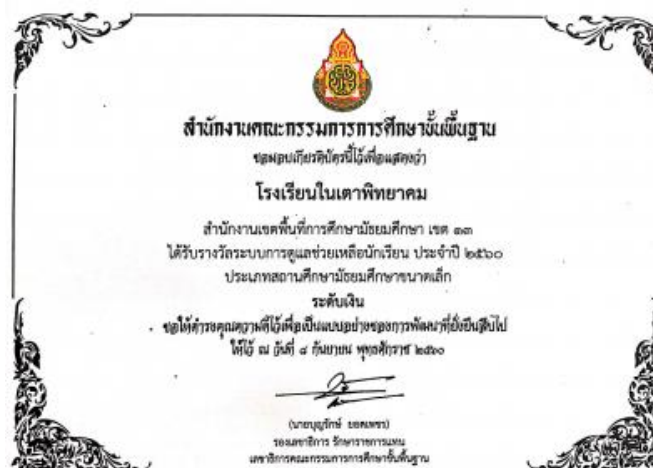 สำนักงานคณะกรรมการการศึกษาขั้นพื้นฐาน
ขอมอบเกียรติบัตรนี้ไว้เพื่อแสดงว่า
โรงเรียนในเตาพิทยาคม
สำนักงานเขตพื้นที่การศึกษามัธยมศึกษา เขต ๑๓
ได้รับรางวัลระบบการดูแลช่วยเหลือนักเรียน ประจำปี ๒๕๖๐
ประเภทสถานศึกษามัธยมศึกษาขนาดเล็ก
ระดับเงิน
ขอให้ดำรงคุณความดีไว้เพื่อเป็นแบบอย่างของการพัฒนาที่ยั่งยืนสืบไป
ให้ไว้ ณ วันที่ ๘ กันยายน พุทธศักราช ๒๕๖๐
(นายบุญรักษ์ ยอดเพชร)
รองเลขาธิการ รักษาราชการแทน
เลขาธิการคณะกรรมการการศึกษาขั้นพื้นฐาน